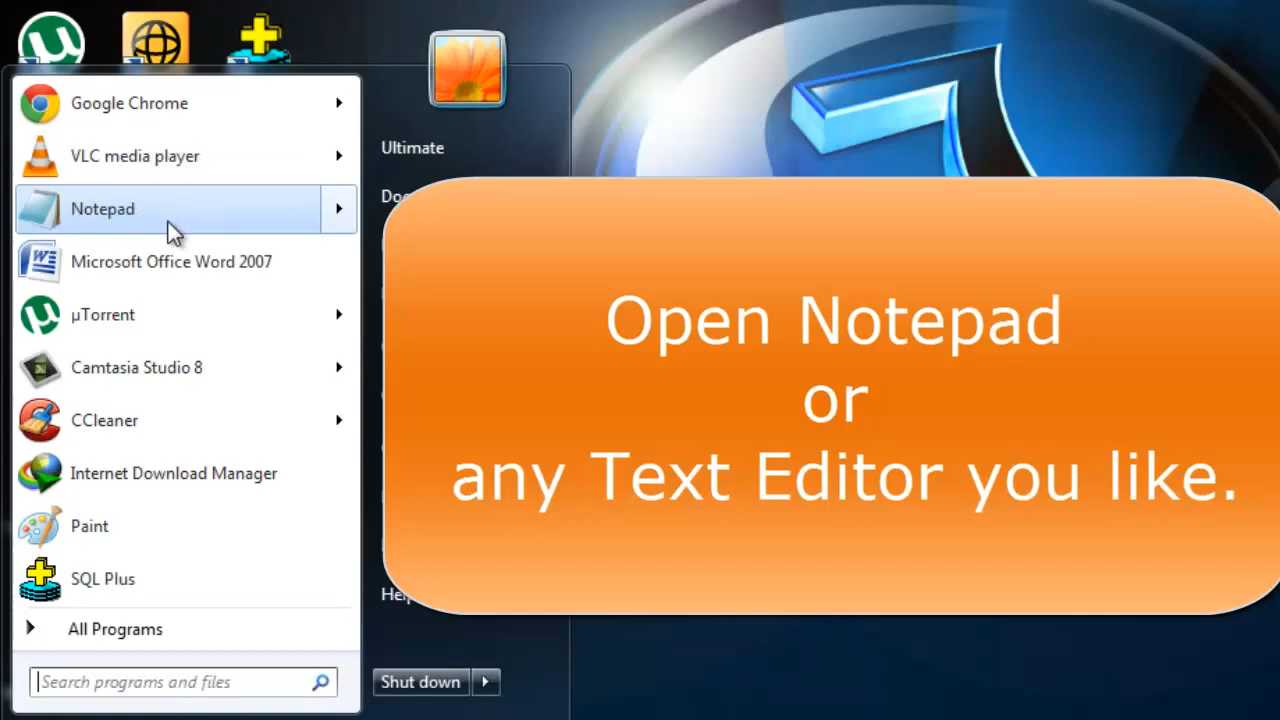 Google Chrome
VLC media player
Notepad
Microsoft Office Word 2007
µTorrent
Camtasia Studio 8
CCleaner
Internet Download Manager
Paint
SQL Plus
All Programs
Search programs and files
Ultimate
Open Notepad
or
any Text Editor you like.
Shut down